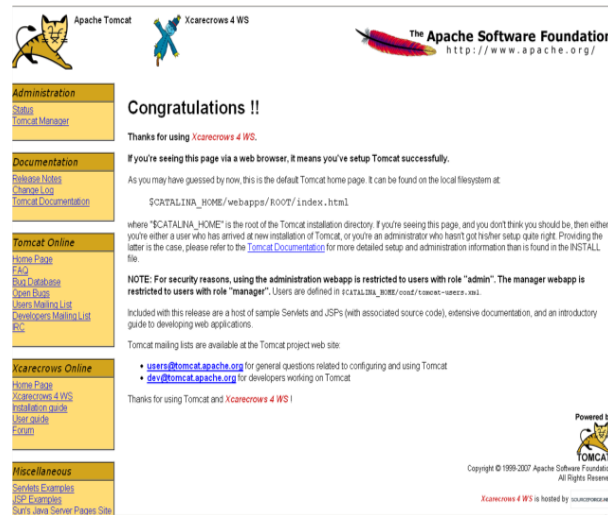 Apache Tomcat
Xcarecrows 4 WS
The Apache Software Foundation
http://www.apache.org/
Administration
Status
Tomcat Manager
Documentation
Release Notes
Change Log
Tomcat Documentation
Tomcat Online
Home Page
FAQ
Bug Database
Open Bugs
Users Mailing List
Developers Mailing List
IRC
Xcarecrows Online
Home Page
Xcarecrows 4 WS
Installation guide
User guide
Forum
Miscellaneous
Servlets Examples
JSP Examples
Sun's Java Server Pages Site
Congratulations !!
Thanks for using Xcarecrows 4 WS.
If you're seeing this page via a web browser, it means you've setup Tomcat successfully.
As you may have guessed by now, this is the default Tomcat home page. It can be found on the local filesystem at:
$CATALINA_HOME/webapps/ROOT/index.html
where "$CATALINA_HOME" is the root of the Tomcat installation directory. If you're seeing this page, and you don't think you should be, then either
you're either a user who has arrived at new installation of Tomcat, or you're an administrator who hasn't got his/her setup quite right. Providing the
latter is the case, please refer to the Tomcat Documentation for more detailed setup and administration information than is found in the INSTALL
file.
NOTE: For security reasons, using the administration webapp is restricted to users with role "admin". The manager webapp is
restricted to users with role "manager". Users are defined in $CATALINA_HOME/conf/tomcat-users.xml.
Included with this release are a host of sample Servlets and JSPs (with associated source code), extensive documentation, and an introductory
guide to developing web applications.
Tomcat mailing lists are available at the Tomcat project web site:
• users@tomcat.apache.org for general questions related to configuring and using Tomcat
• dev@tomcat.apache.org for developers working on Tomcat
Thanks for using Tomcat and Xcarecrows 4 WS !
Powered b
TOMCAT
Copyright © 1999-2007 Apache Software Foundatio
All Rights Reserve
Xcarecrows 4 WS is hosted by SOURCEFORGE.NE